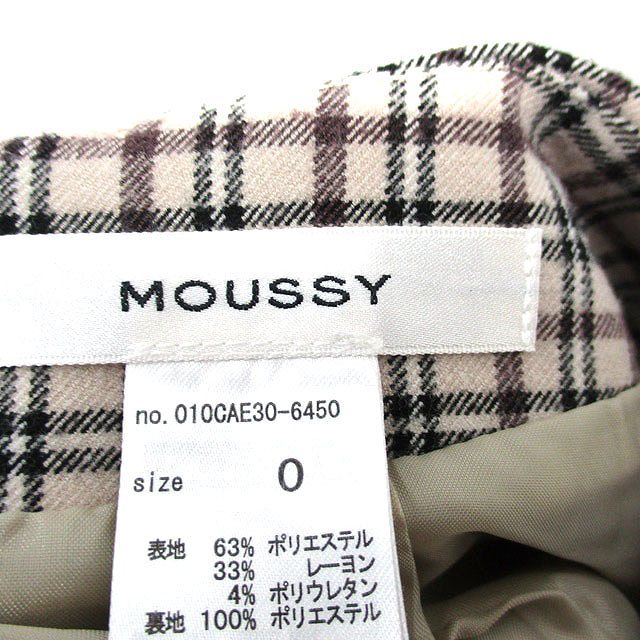 MOUSSY
no. 010CAE30-6450
size 0
表地 63% ポリエステル
33% レーヨン
4% ポリウレタン
裏地 100% ポリエステル